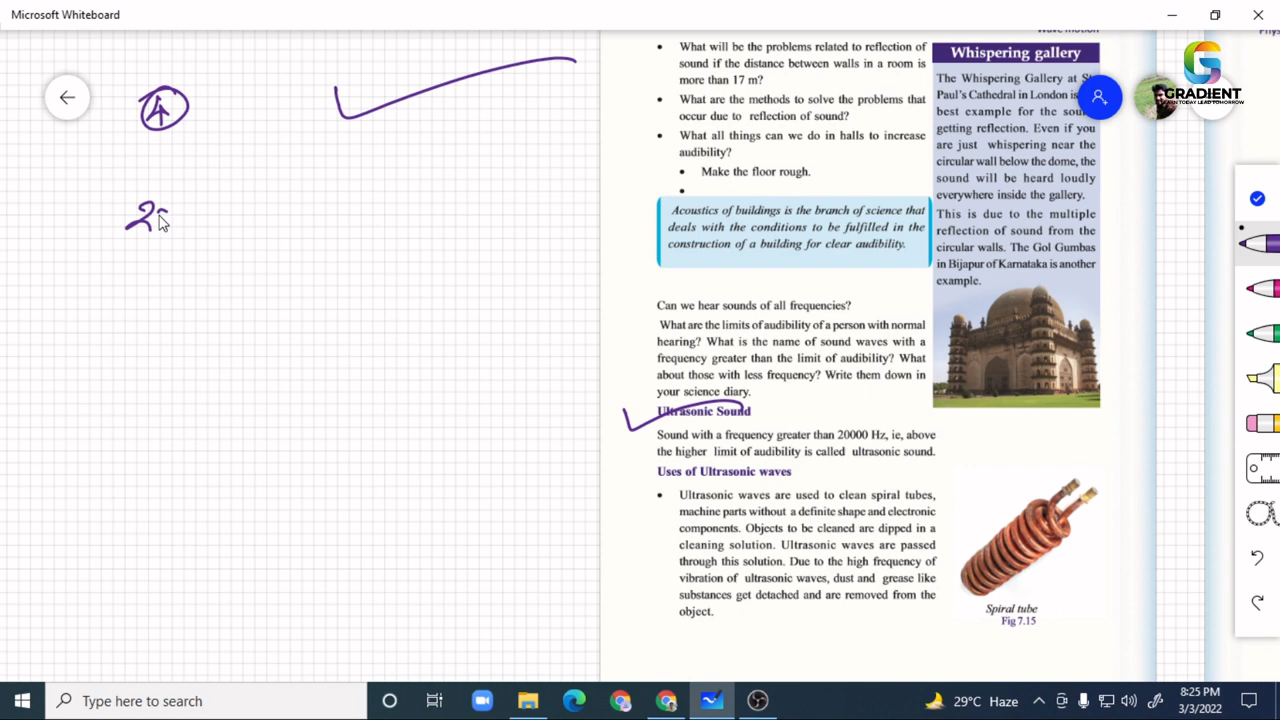 Microsoft Whiteboard
Wave motion
What will be the problems related to reflection of
sound if the distance between walls in a room is
more than 17 m?
What are the methods to solve the problems that
occur due to reflection of sound?
What all things can we do in halls to increase
audibility?
Make the floor rough.
Acoustics of buildings is the branch of science that
deals with the conditions to be fulfilled in the
construction of a building for clear audibility.
Can we hear sounds of all frequencies?
What are the limits of audibility of a person with normal
hearing? What is the name of sound waves with a
frequency greater than the limit of audibility? What
about those with less frequency? Write them down in
your science diary.
Ultrasonic Sound
Sound with a frequency greater than 20000 Hz, ie, above
the higher limit of audibility is called ultrasonic sound.
Uses of Ultrasonic waves
Ultrasonic waves are used to clean spiral tubes,
machine parts without a definite shape and electronic
components. Objects to be cleaned are dipped in a
cleaning solution. Ultrasonic waves are passed
through this solution. Due to the high frequency of
vibration of ultrasonic waves, dust and grease like
substances get detached and are removed from the
object.
Whispering gallery
The Whispering Gallery at
Paul's Cathedral in London is
best example for the
getting reflection. Even if you
are just whispering near the
circular wall below the dome, the
sound will be heard loudly
everywhere inside the gallery.
This is due to the multiple
reflection of sound from the
circular walls. The Gol Gumbas
in Bijapur of Karnataka is another
example.
Spiral tube
Fig 7.15
GRADIENT
LEARN TODAY LEAD TOMORROW
4
2
Type here to search
29°C Haze
8:25 PM
3/3/2022